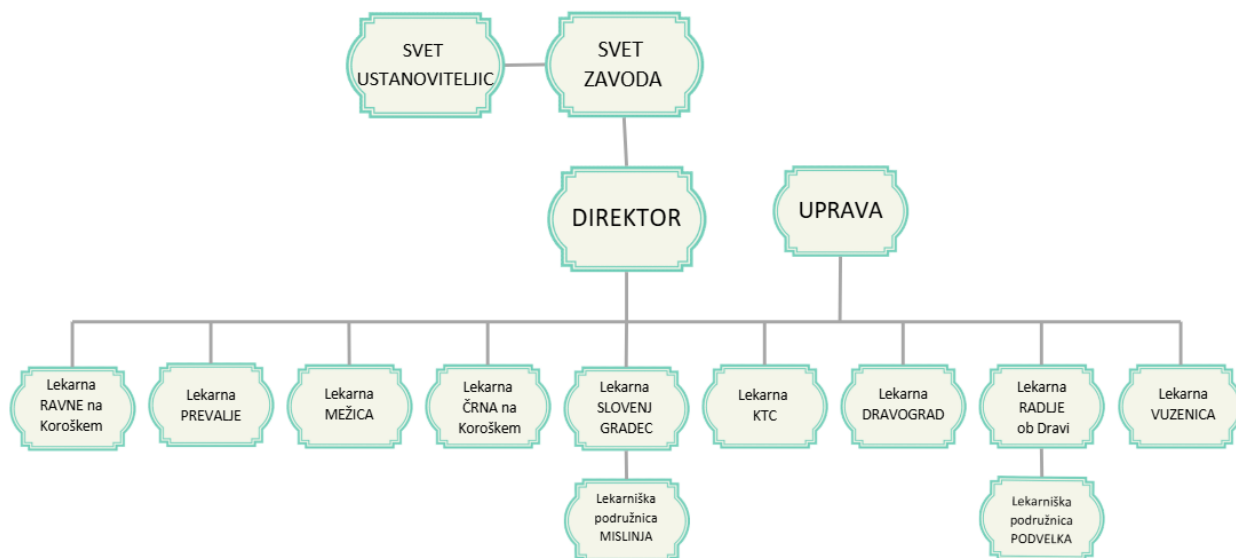 SVET
USTANOVITELJIC
SVET
ZAVODA
DIREKTOR
UPRAVA
Lekarna
RAVNE na
Koroškem
Lekarna
PREVALJE
Lekarna
MEŽICA
Lekarna
ČRNA na
Koroškem
Lekarna
SLOVENJ
GRADEC
Lekarna
KTC
Lekarna
DRAVOGRAD
Lekarna
RADLJE
ob Dravi
Lekarna
VUZENICA
Lekarniška
podružnica
MISLINJA
Lekarniška
podružnica
PODVELKA